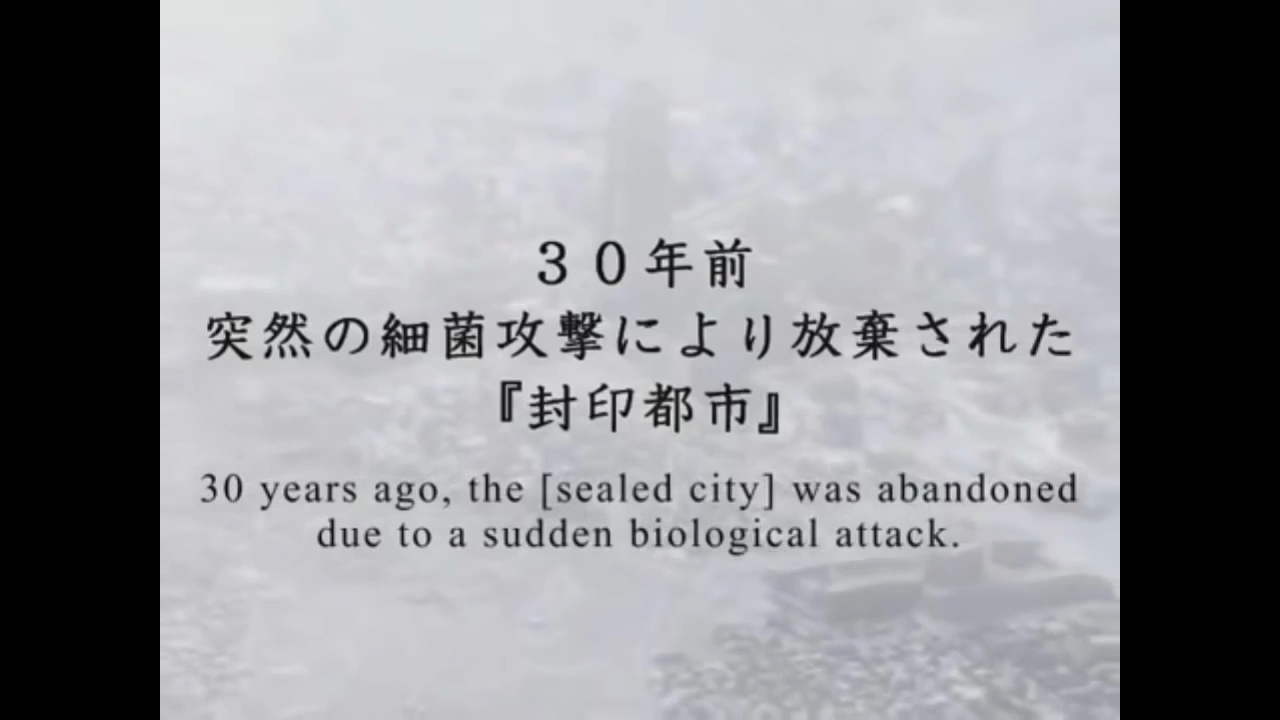 ３０年前
突然の細菌攻撃により放棄された
『封印都市』
30 years ago, the [sealed city] was abandoned
due to a sudden biological attack.